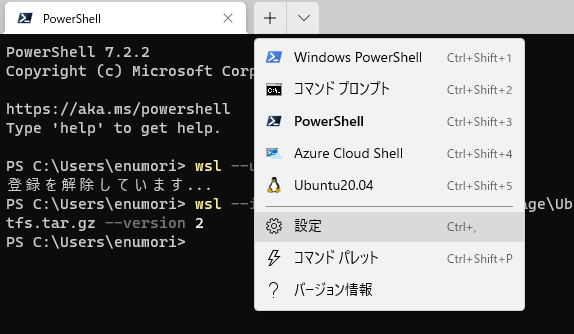 PowerShell
PowerShell 7.2.2
Copyright (c) Microsoft Corp
https://aka.ms/powershell
Type 'help' to get help.
PS C:\Users\enumori> wsl --u
登録を解除しています...
PS C:\Users\enumori> wsl --i age\Ub
tfs.tar.gz --version 2
PS C:\Users\enumori>
Windows PowerShell Ctrl+Shift+1
コマンド プロンプト Ctrl+Shift+2
PowerShell Ctrl+Shift+3
Azure Cloud Shell Ctrl+Shift+4
Ubuntu20.04 Ctrl+Shift+5
設定 Ctrl+,
コマンド パレット Ctrl+Shift+P
バージョン情報